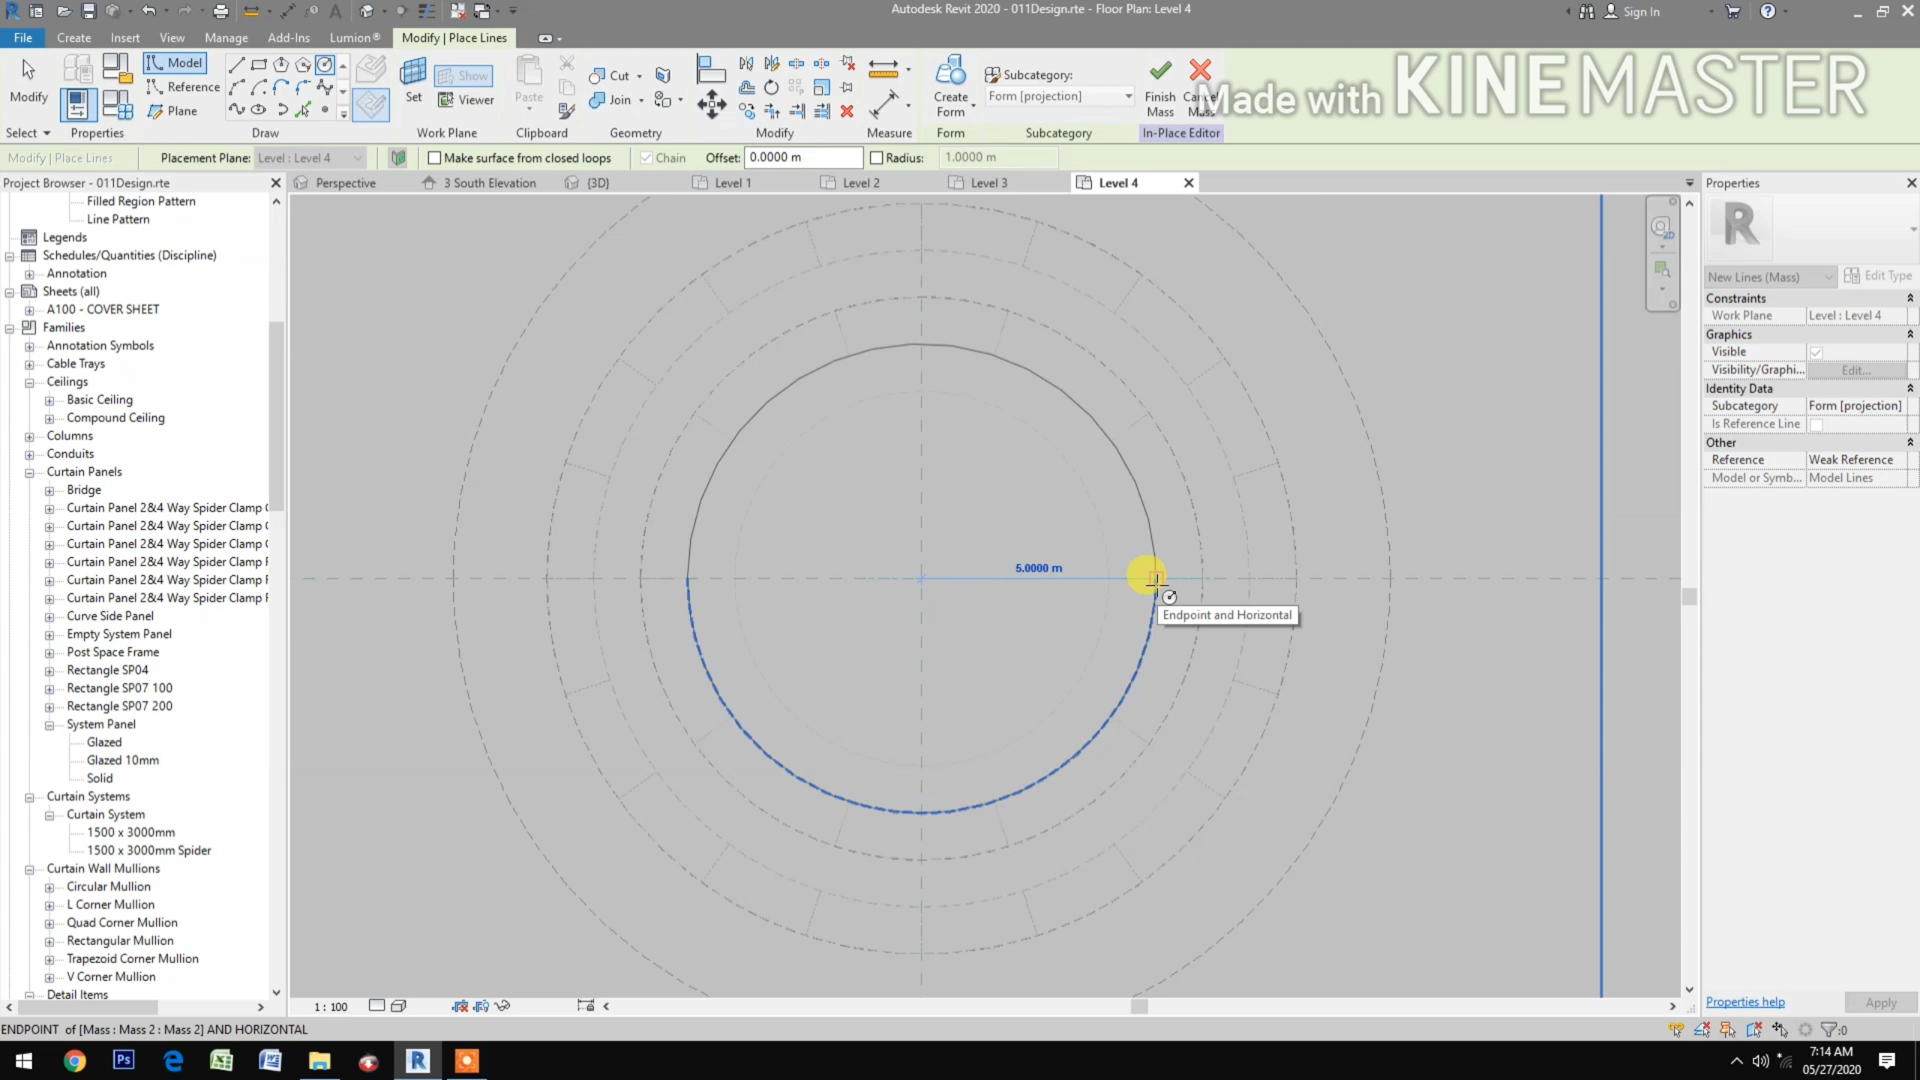 Autodesk Revit 2020 - 011Design.rte - Floor Plan: Level 4
Sign In
File
Create
Insert
View
Manage
Add-Ins
Lumion®
Modify | Place Lines
Modify
Model
Reference
Plane
Set
Show
Viewer
Paste
Cut
Join
Create
Form
Subcategory:
Form [projection]
Finish
Mass
Cancel
Mass
Made with KINEMASTER
Select
Properties
Draw
Work Plane
Clipboard
Geometry
Modify
Measure
Form
Subcategory
In-Place Editor
Modify | Place Lines
Placement Plane:
Level : Level 4
Make surface from closed loops
Chain
Offset:
0.0000 m
Radius:
1.0000 m
Project Browser - 011Design.rte
Perspective
3 South Elevation
{3D}
Level 1
Level 2
Level 3
Level 4
Properties
Filled Region Pattern
Line Pattern
Legends
Schedules/Quantities (Discipline)
Annotation
Sheets (all)
A100 - COVER SHEET
Families
Annotation Symbols
Cable Trays
Ceilings
Basic Ceiling
Compound Ceiling
Columns
Conduits
Curtain Panels
Bridge
Curtain Panel 2&4 Way Spider Clamp
Curtain Panel 2&4 Way Spider Clamp
Curtain Panel 2&4 Way Spider Clamp
Curtain Panel 2&4 Way Spider Clamp
Curtain Panel 2&4 Way Spider Clamp
Curtain Panel 2&4 Way Spider Clamp
Curve Side Panel
Empty System Panel
Post Space Frame
Rectangle SP04
Rectangle SP07 100
Rectangle SP07 200
System Panel
Glazed
Glazed 10mm
Solid
Curtain Systems
Curtain System
1500 x 3000mm
1500 x 3000mm Spider
Curtain Wall Mullions
Circular Mullion
L Corner Mullion
Quad Corner Mullion
Rectangular Mullion
Trapezoid Corner Mullion
V Corner Mullion
Detail Items
5.0000 m
Endpoint and Horizontal
2D
New Lines (Mass)
Edit Type
Constraints
Work Plane
Level : Level 4
Graphics
Visible
Visibility/Graphi...
Edit...
Identity Data
Subcategory
Form [projection]
Is Reference Line
Other
Reference
Weak Reference
Model or Symb...
Model Lines
Properties help
Apply
1 : 100
ENDPOINT of [Mass : Mass 2 : Mass 2] AND HORIZONTAL
:0
7:14 AM
05/27/2020